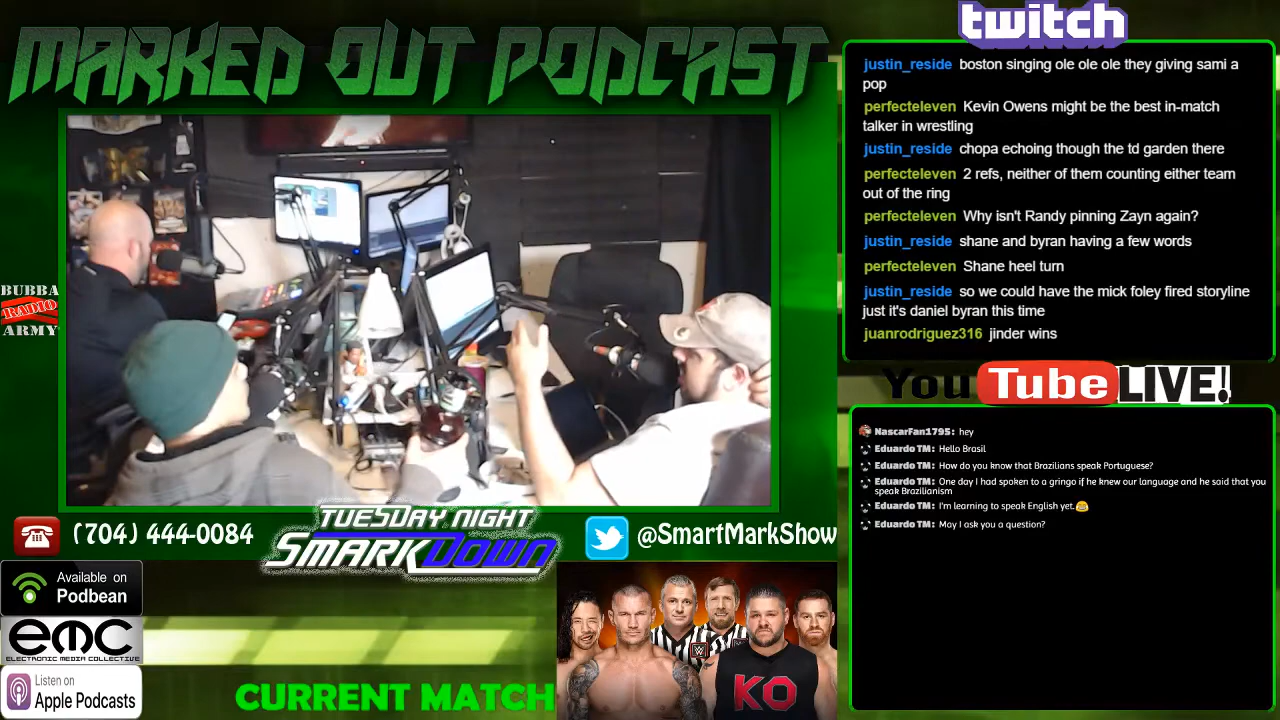 MARKED OUT PODCAST
twitch
justin_reside boston singing ole ole ole they giving sami a
pop
perfecteleven Kevin Owens might be the best in-match
talker in wrestling
justin_reside chopa echoing though the td garden there
perfecteleven 2 refs, neither of them counting either team
out of the ring
perfecteleven Why isn't Randy pinning Zayn again?
justin_reside shane and byran having a few words
perfecteleven Shane heel turn
justin_reside so we could have the mick foley fired storyline
just it's daniel byran this time
juanrodriguez316 jinder wins
You Tube LIVE!
NascarFan1795: hey
Eduardo TM: Hello Brasil
Eduardo TM: How do you know that Brazilians speak Portuguese?
Eduardo TM: One day I had spoken to a gringo if he knew our language and he said that you
speak Brazilianism
Eduardo TM: I'm learning to speak English yet.😂
Eduardo TM: May I ask you a question?
BUBBA
RADIO
ARMY
(704) 444-0084
TUESDAY NIGHT
SMARKDOWN
@SmartMarkShow
Available on
Podbean
emc
ELECTRONIC MEDIA COLLECTIVE
Listen on
Apple Podcasts
CURRENT MATCH
KO